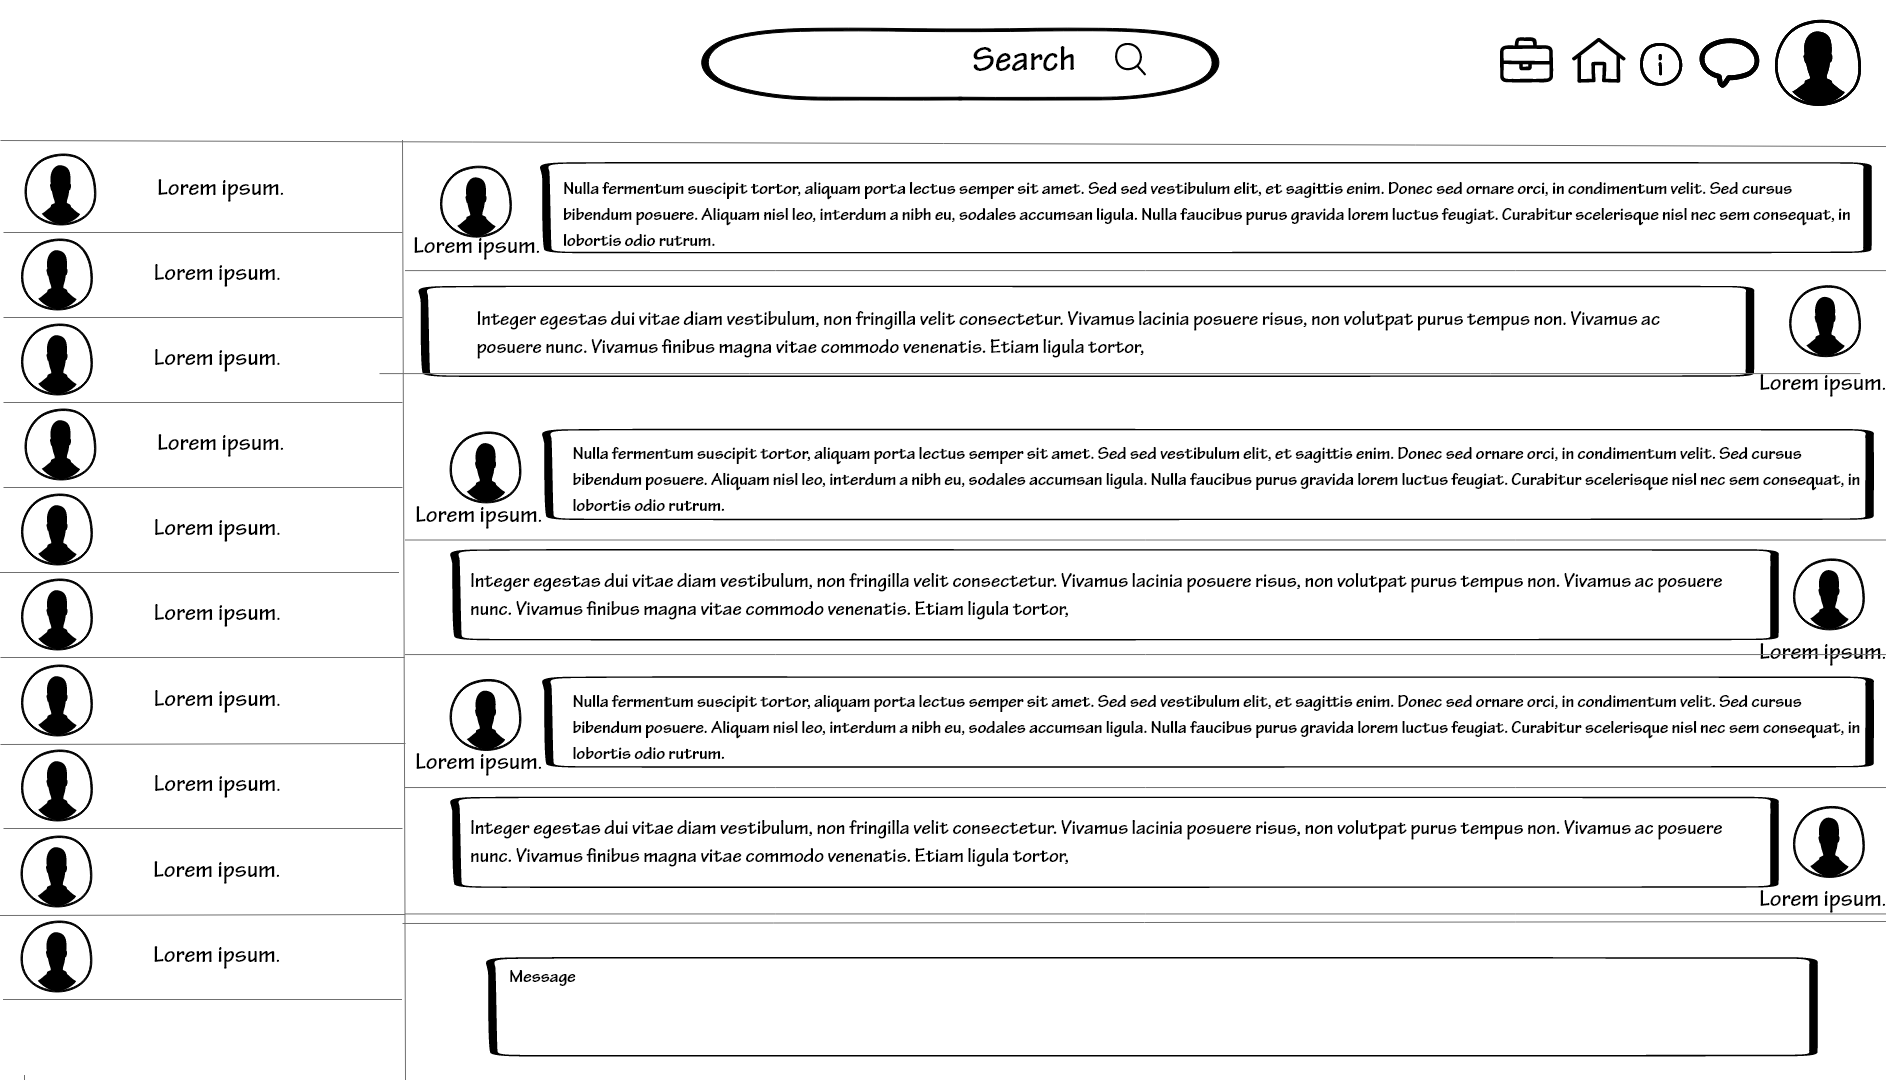 Search
Lorem ipsum.
Lorem ipsum.
Lorem ipsum.
Lorem ipsum.
Lorem ipsum.
Lorem ipsum.
Lorem ipsum.
Lorem ipsum.
Lorem ipsum.
Lorem ipsum.
Nulla fermentum suscipit tortor, aliquam porta lectus semper sit amet. Sed sed vestibulum elit, et sagittis enim. Donec sed ornare orci, in condimentum velit. Sed cursus
bibendum posuere. Aliquam nisl leo, interdum a nibh eu, sodales accumsan ligula. Nulla faucibus purus gravida lorem luctus feugiat. Curabitur scelerisque nisl nec sem consequat, in
lobortis odio rutrum.
Lorem ipsum.
Integer egestas dui vitae diam vestibulum, non fringilla velit consectetur. Vivamus lacinia posuere risus, non volutpat purus tempus non. Vivamus ac
posuere nunc. Vivamus finibus magna vitae commodo venenatis. Etiam ligula tortor,
Lorem ipsum.
Nulla fermentum suscipit tortor, aliquam porta lectus semper sit amet. Sed sed vestibulum elit, et sagittis enim. Donec sed ornare orci, in condimentum velit. Sed cursus
bibendum posuere. Aliquam nisl leo, interdum a nibh eu, sodales accumsan ligula. Nulla faucibus purus gravida lorem luctus feugiat. Curabitur scelerisque nisl nec sem consequat, in
lobortis odio rutrum.
Lorem ipsum.
Integer egestas dui vitae diam vestibulum, non fringilla velit consectetur. Vivamus lacinia posuere risus, non volutpat purus tempus non. Vivamus ac posuere
nunc. Vivamus finibus magna vitae commodo venenatis. Etiam ligula tortor,
Lorem ipsum.
Nulla fermentum suscipit tortor, aliquam porta lectus semper sit amet. Sed sed vestibulum elit, et sagittis enim. Donec sed ornare orci, in condimentum velit. Sed cursus
bibendum posuere. Aliquam nisl leo, interdum a nibh eu, sodales accumsan ligula. Nulla faucibus purus gravida lorem luctus feugiat. Curabitur scelerisque nisl nec sem consequat, in
lobortis odio rutrum.
Lorem ipsum.
Integer egestas dui vitae diam vestibulum, non fringilla velit consectetur. Vivamus lacinia posuere risus, non volutpat purus tempus non. Vivamus ac posuere
nunc. Vivamus finibus magna vitae commodo venenatis. Etiam ligula tortor,
Lorem ipsum.
Message